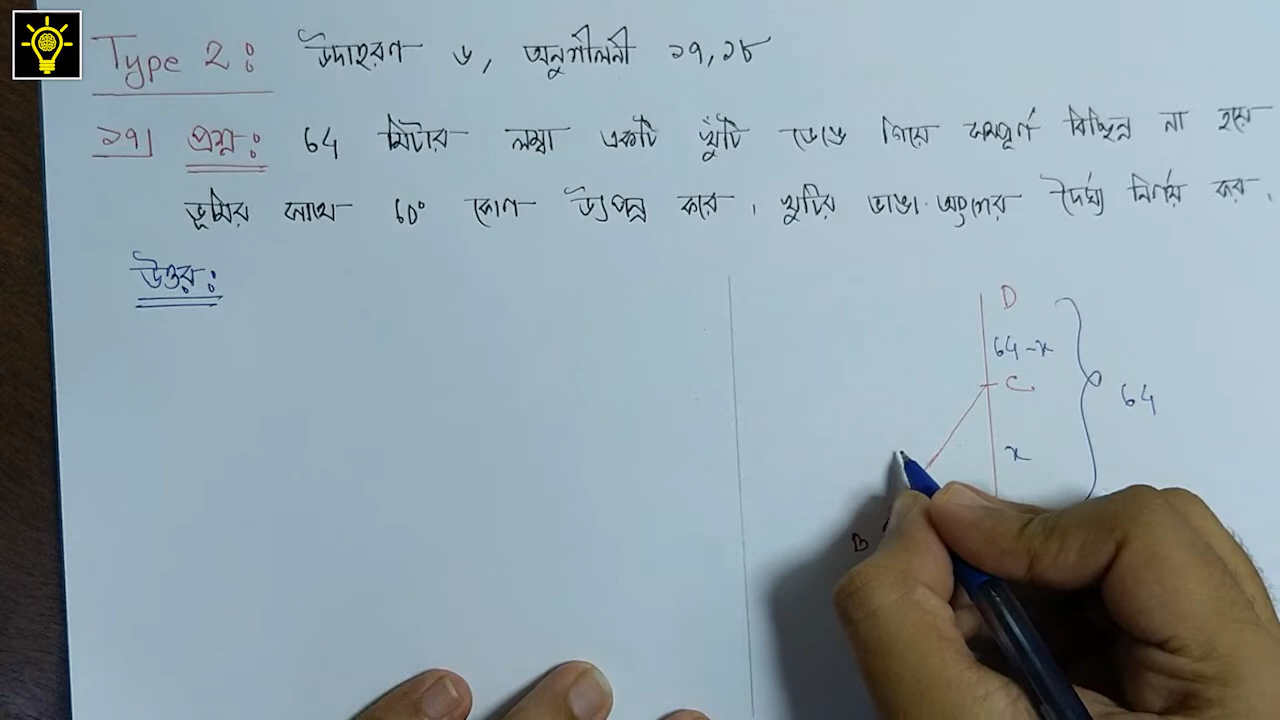 Type 2: উদাহরণ ৬, অনুশীলনী ১৭,১৮
১৭| প্রশ্ন: 64 মিটার লম্বা একটি খুঁটি ভেঙে গিয়ে সম্পূর্ণ বিচ্ছিন্ন না হয়ে
ভূমির সাথে 60° কোণ উৎপন্ন করে। খুটির ভাঙা অংশের দৈর্ঘ্য নির্ণয় কর।
উত্তর:
D
64-x
C
64
x
B